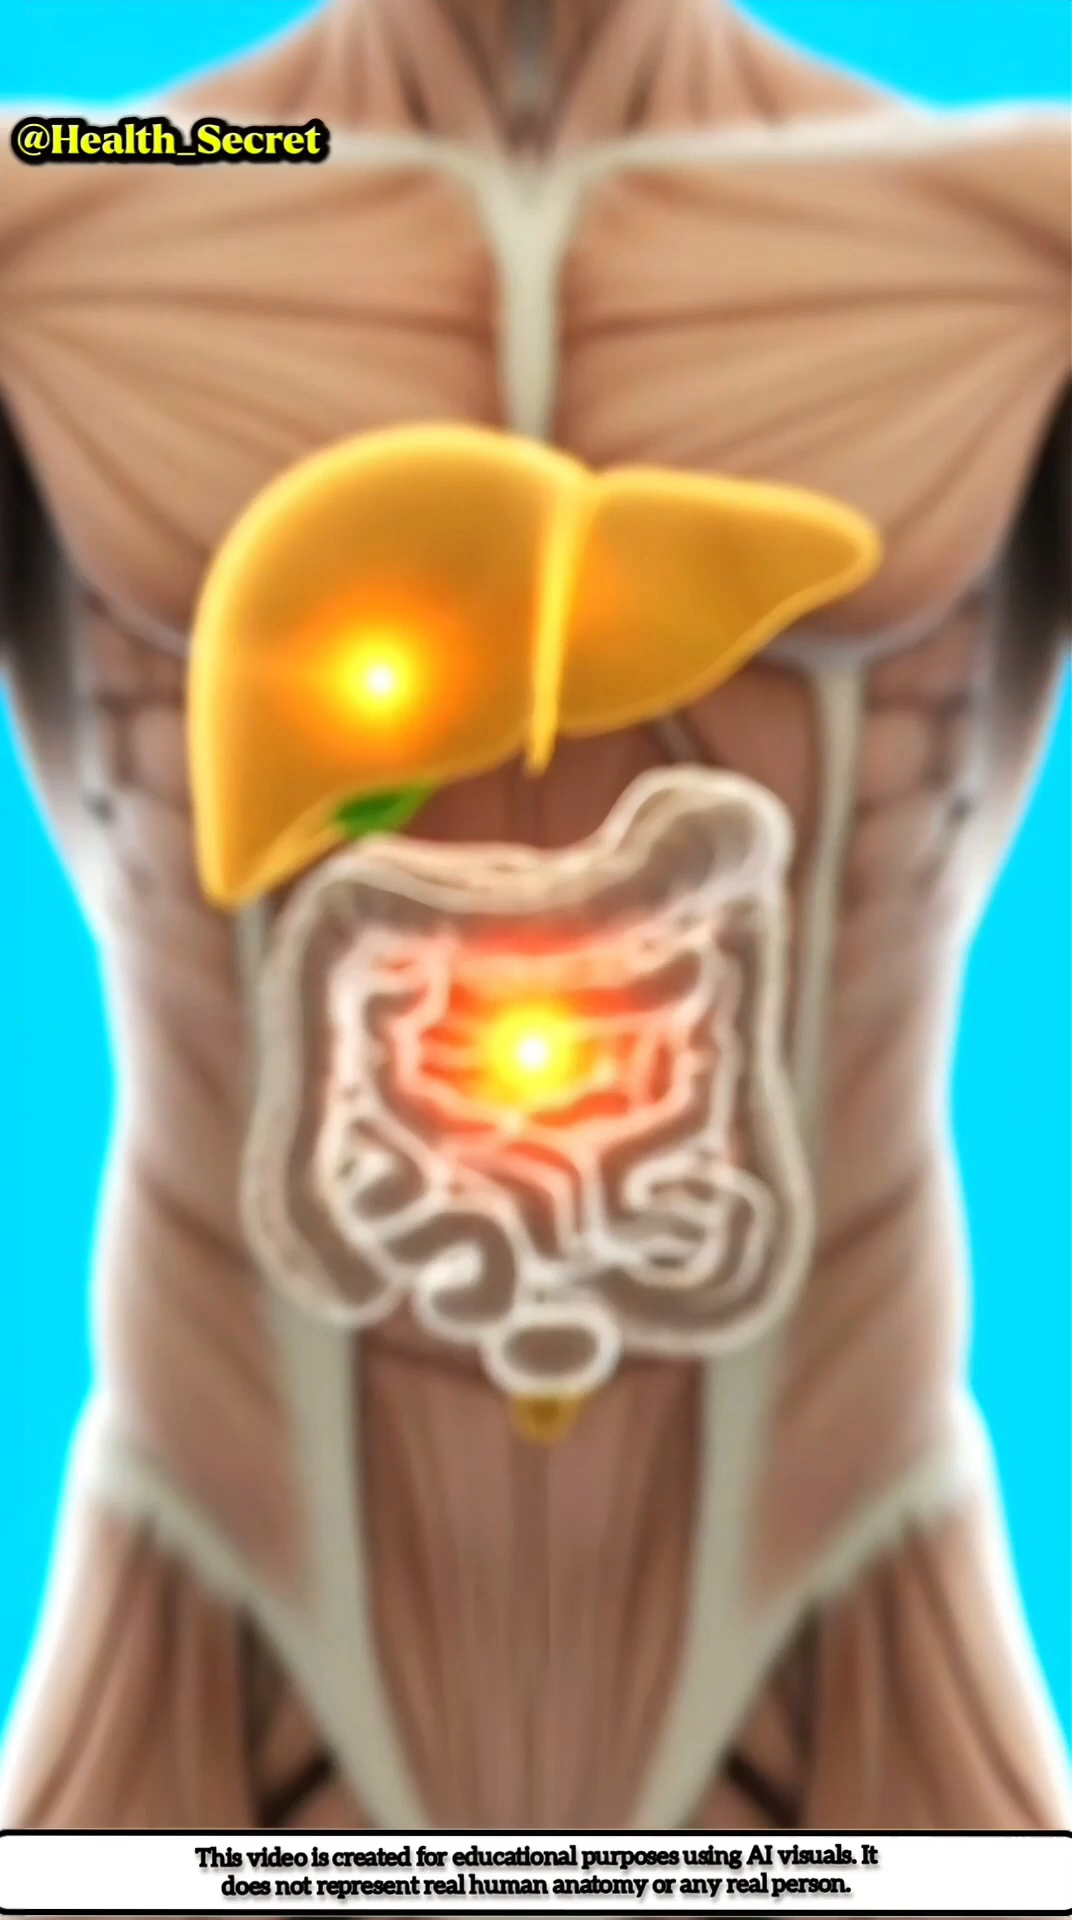 @Health_Secret
This video is created for educational purposes using AI visuals. It
does not represent real human anatomy or any real person.